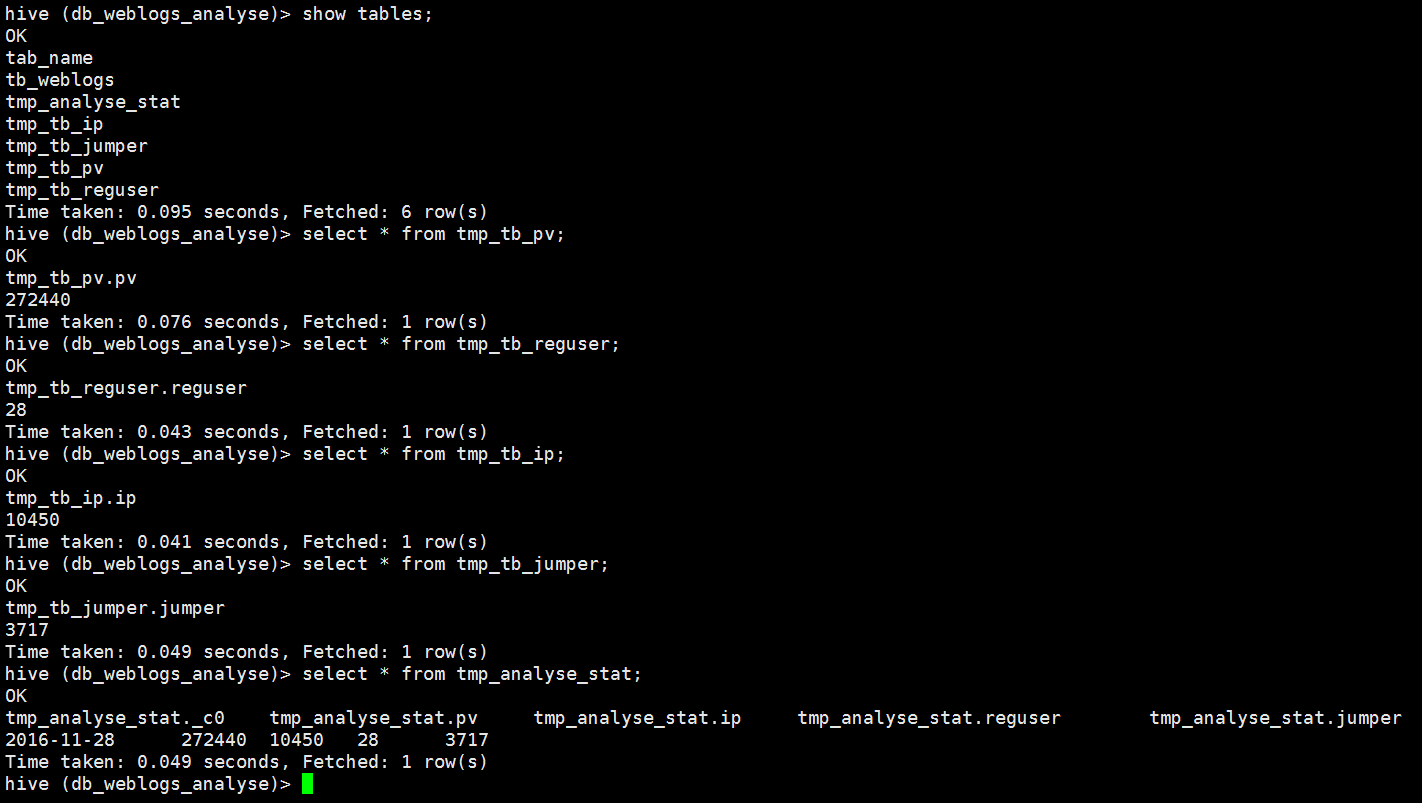 hive (db_weblogs_analyse)> show tables;
OK
tab_name
tb_weblogs
tmp_analyse_stat
tmp_tb_ip
tmp_tb_jumper
tmp_tb_pv
tmp_tb_reguser
Time taken: 0.095 seconds, Fetched: 6 row(s)
hive (db_weblogs_analyse)> select * from tmp_tb_pv;
OK
tmp_tb_pv.pv
272440
Time taken: 0.076 seconds, Fetched: 1 row(s)
hive (db_weblogs_analyse)> select * from tmp_tb_reguser;
OK
tmp_tb_reguser.reguser
28
Time taken: 0.043 seconds, Fetched: 1 row(s)
hive (db_weblogs_analyse)> select * from tmp_tb_ip;
OK
tmp_tb_ip.ip
10450
Time taken: 0.041 seconds, Fetched: 1 row(s)
hive (db_weblogs_analyse)> select * from tmp_tb_jumper;
OK
tmp_tb_jumper.jumper
3717
Time taken: 0.049 seconds, Fetched: 1 row(s)
hive (db_weblogs_analyse)> select * from tmp_analyse_stat;
OK
tmp_analyse_stat._c0    tmp_analyse_stat.pv     tmp_analyse_stat.ip     tmp_analyse_stat.reguser        tmp_analyse_stat.jumper
2016-11-28      272440  10450   28      3717
Time taken: 0.049 seconds, Fetched: 1 row(s)
hive (db_weblogs_analyse)>